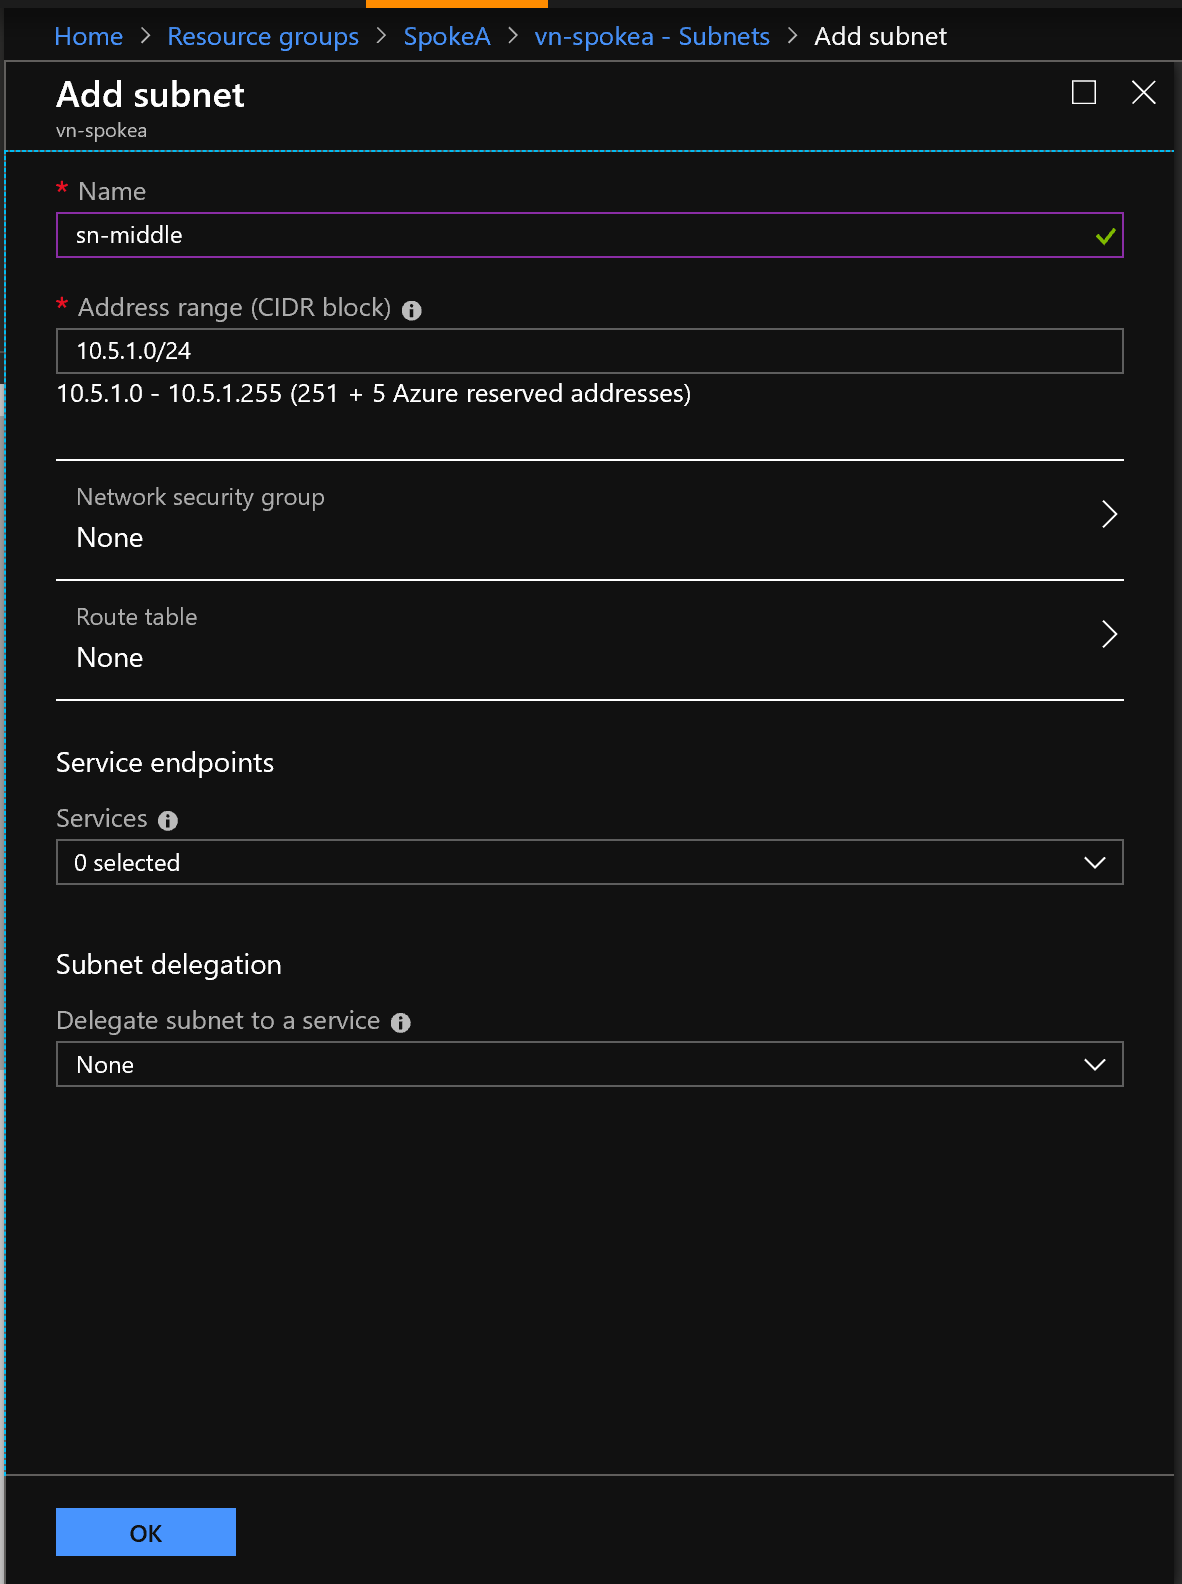 Home > Resource groups > SpokeA > vn-spokea - Subnets > Add subnet
Add subnet
vn-spokea
* Name
sn-middle
* Address range (CIDR block)
10.5.1.0/24
10.5.1.0 - 10.5.1.255 (251 + 5 Azure reserved addresses)
Network security group
None
Route table
None
Service endpoints
Services
0 selected
Subnet delegation
Delegate subnet to a service
None
OK